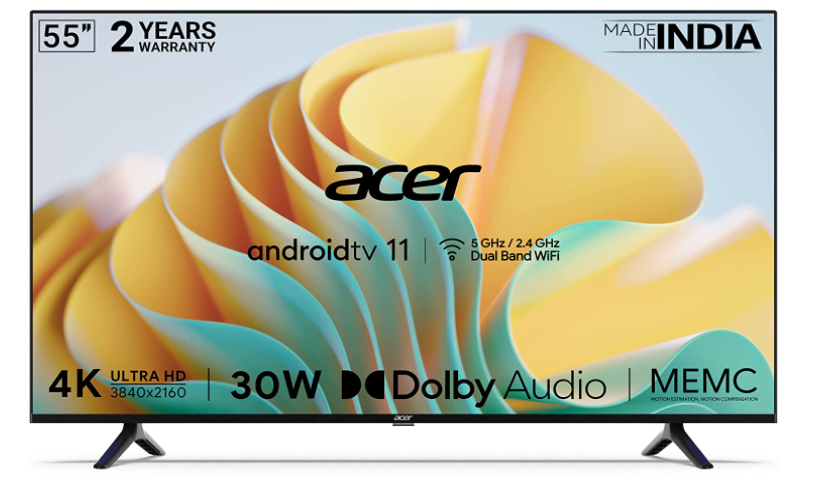 55"
2 YEARS
WARRANTY
MADE
IN INDIA
acer
androidtv 11
5 GHz / 2.4 GHz
Dual Band WiFi
4K ULTRA HD
3840x2160
30W Dolby Audio
MEMC
MOTION ESTIMATION, MOTION COMPENSATION
acer